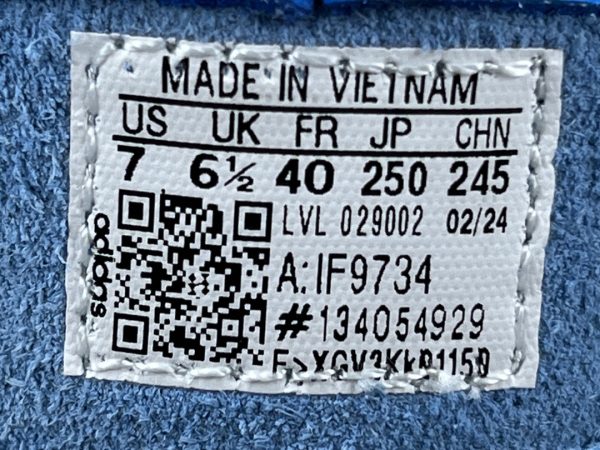 MADE IN VIETNAM
US UK FR JP CHN
7 6½ 40 250 245
LVL 029002 02/24
adidas
A: IF9734
#134054929